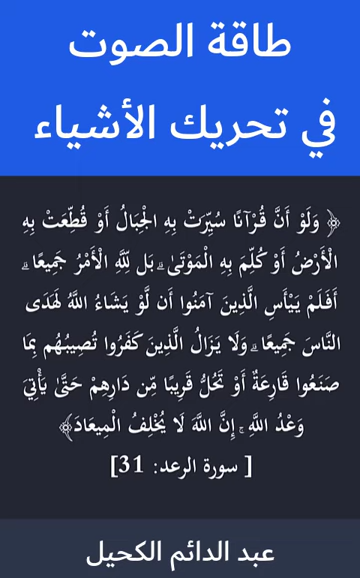 طاقة الصوت
في تحريك الأشياء
﴿ وَلَوْ أَنَّ قُرْآنًا سُيِّرَتْ بِهِ الْجِبَالُ أَوْ قُطِّعَتْ بِهِ
الْأَرْضُ أَوْ كُلِّمَ بِهِ الْمَوْتَىٰ ۗ بَل لِّلَّهِ الْأَمْرُ جَمِيعًا ۗ
أَفَلَمْ يَيْأَسِ الَّذِينَ آمَنُوا أَن لَّوْ يَشَاءُ اللَّهُ لَهَدَى
النَّاسَ جَمِيعًا ۗ وَلَا يَزَالُ الَّذِينَ كَفَرُوا تُصِيبُهُم بِمَا
صَنَعُوا قَارِعَةٌ أَوْ تَحُلُّ قَرِيبًا مِّن دَارِهِمْ حَتَّىٰ يَأْتِيَ
وَعْدُ اللَّهِ ۚ إِنَّ اللَّهَ لَا يُخْلِفُ الْمِيعَادَ﴾
[ سورة الرعد: 31]
عبد الدائم الكحيل